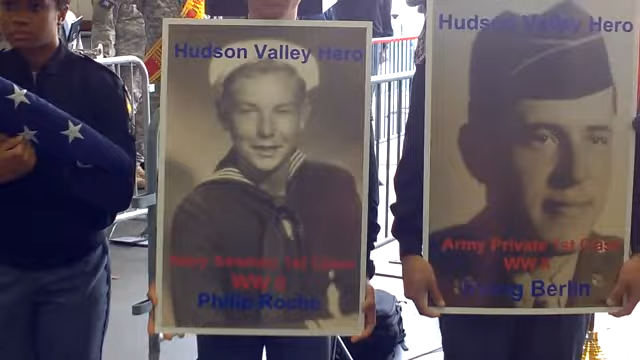 Hudson Valley Hero
Navy Seaman 1st Class
WW II
Philip Roche
Hudson Valley Hero
Army Private 1st Class
WW II
Berlin